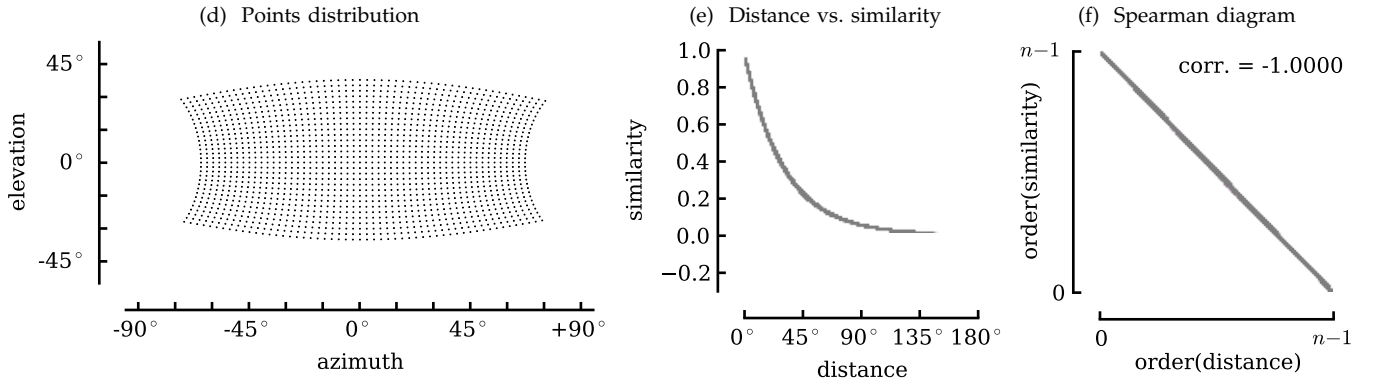 (d) Points distribution
45°
0°
-45°
elevation
-90° -45° 0° 45° +90°
azimuth
(e) Distance vs. similarity
1.0
0.8
0.6
0.4
0.2
0.0
−0.2
similarity
0° 45° 90° 135° 180°
distance
(f) Spearman diagram
n−1
corr. = -1.0000
order(similarity)
0
0 n−1
order(distance)